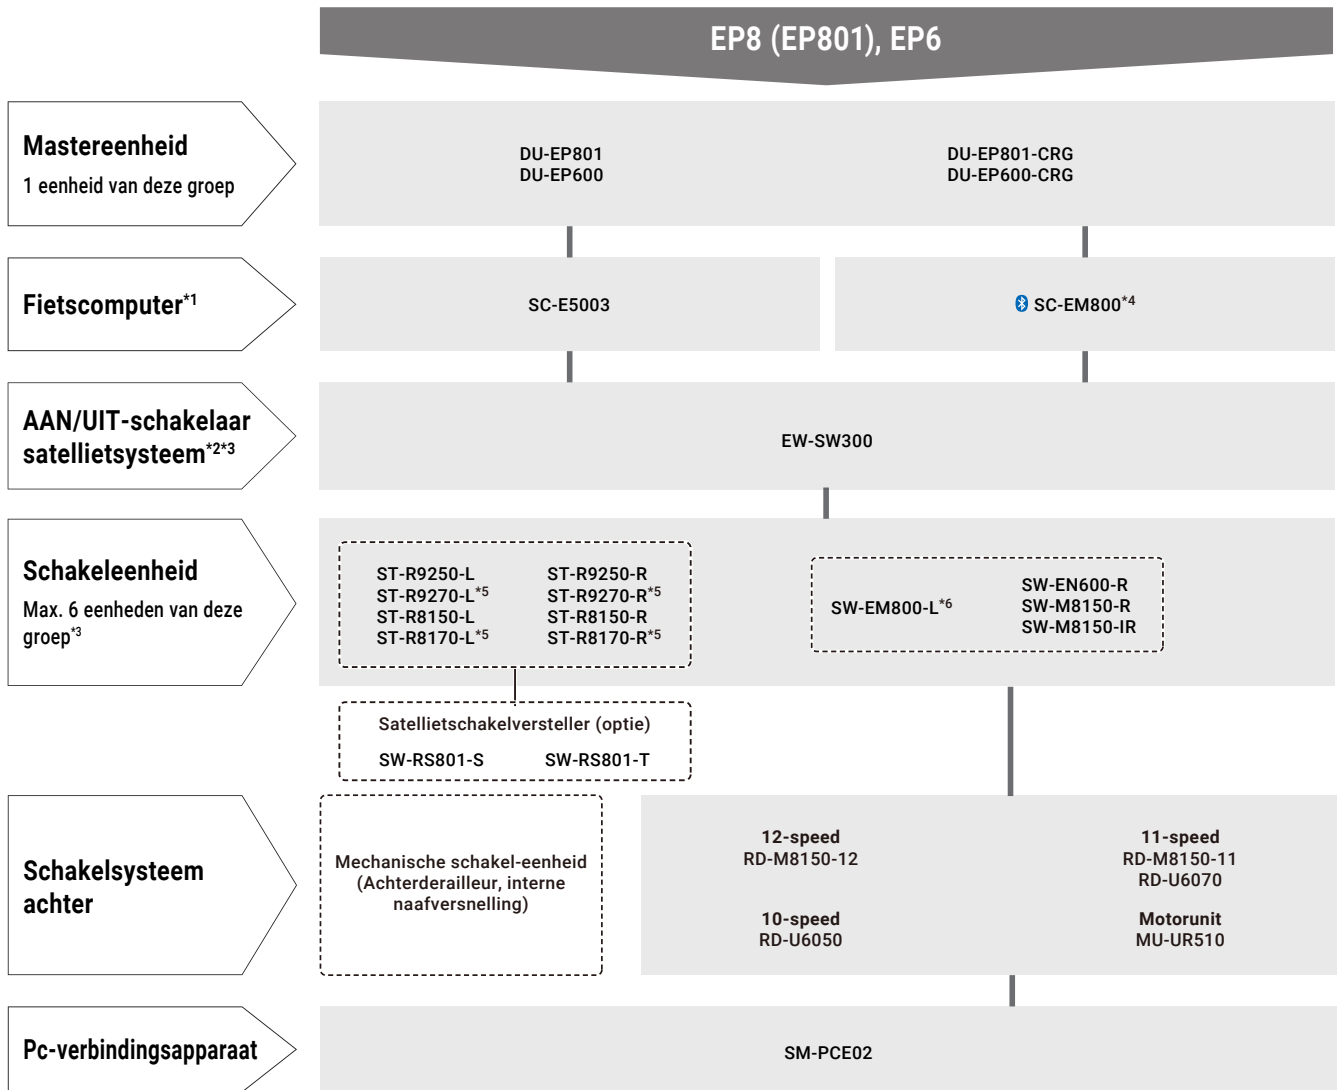 EP8 (EP801), EP6
Mastereenheid
1 eenheid van deze groep
DU-EP801
DU-EP600
DU-EP801-CRG
DU-EP600-CRG
Fietscomputer*1
SC-E5003
SC-EM800*4
AAN/UIT-schakelaar
satellietsysteem*2*3
EW-SW300
Schakeleenheid
Max. 6 eenheden van deze
groep*3
ST-R9250-L
ST-R9270-L*5
ST-R8150-L
ST-R8170-L*5
ST-R9250-R
ST-R9270-R*5
ST-R8150-R
ST-R8170-R*5
SW-EM800-L*6
SW-EN600-R
SW-M8150-R
SW-M8150-IR
Satellietschakelversteller (optie)
SW-RS801-S
SW-RS801-T
Schakelsysteem
achter
Mechanische schakel-eenheid
(Achterderailleur, interne
naafversnelling)
12-speed
RD-M8150-12
11-speed
RD-M8150-11
RD-U6070
10-speed
RD-U6050
Motorunit
MU-UR510
Pc-verbindingsapparaat
SM-PCE02